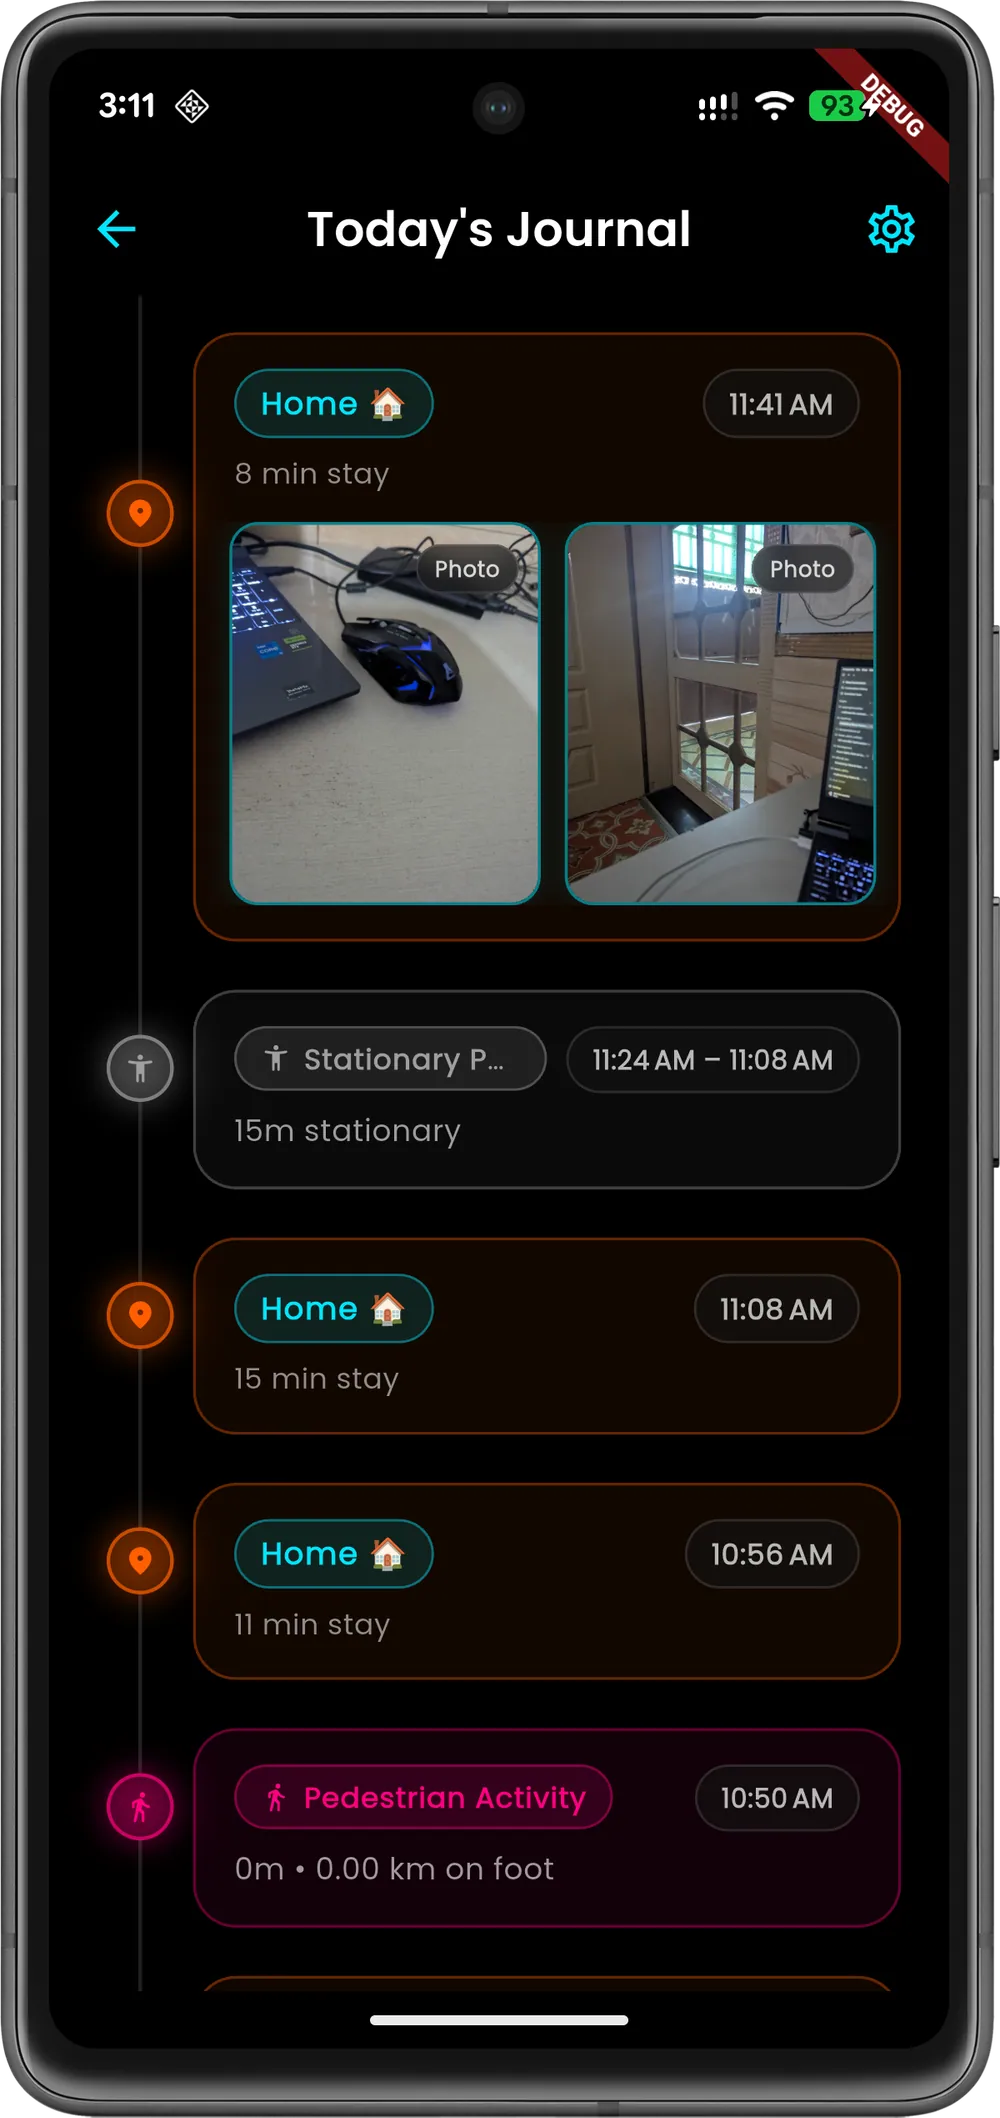 3:11
93
DEBUG
Today's Journal
Home 🏠
11:41 AM
8 min stay
Photo
Photo
Stationary P...
11:24 AM – 11:08 AM
15m stationary
Home 🏠
11:08 AM
15 min stay
Home 🏠
10:56 AM
11 min stay
Pedestrian Activity
10:50 AM
0m • 0.00 km on foot